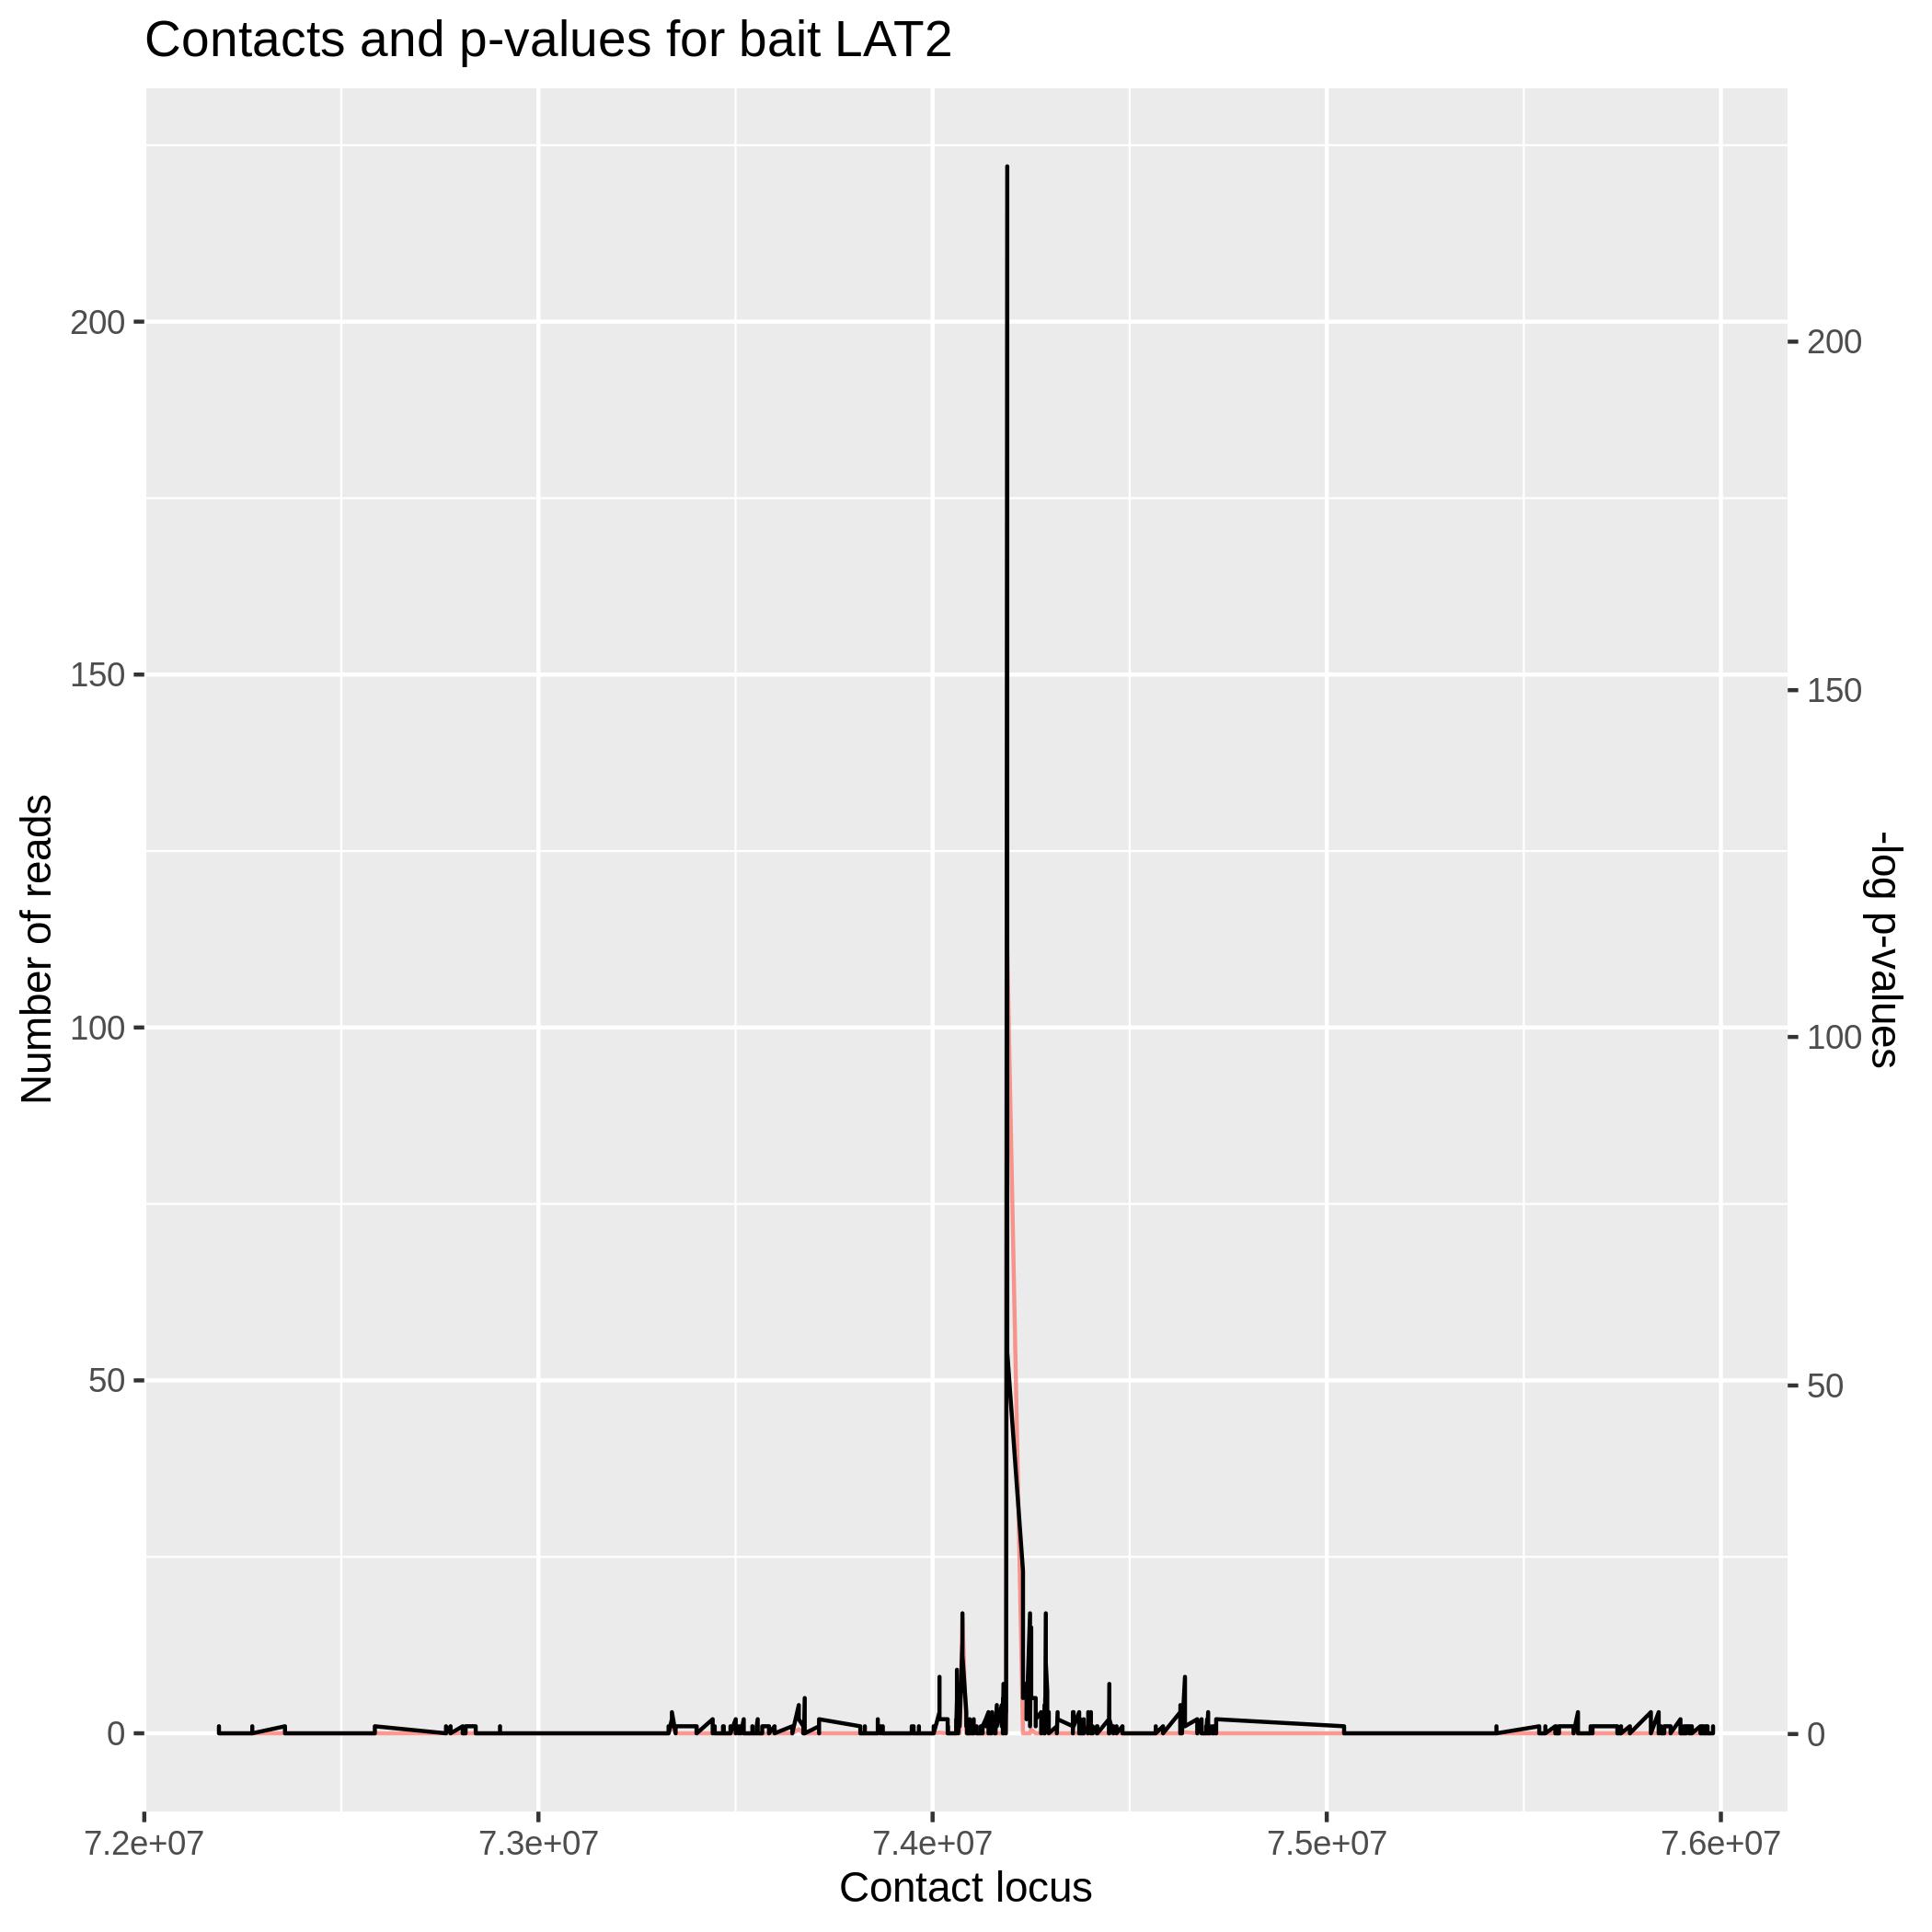 Contacts and p-values for bait LAT2
200
150
100
50
0
Number of reads
200
150
100
50
0
-log p-values
7.2e+07
7.3e+07
7.4e+07
7.5e+07
7.6e+07
Contact locus